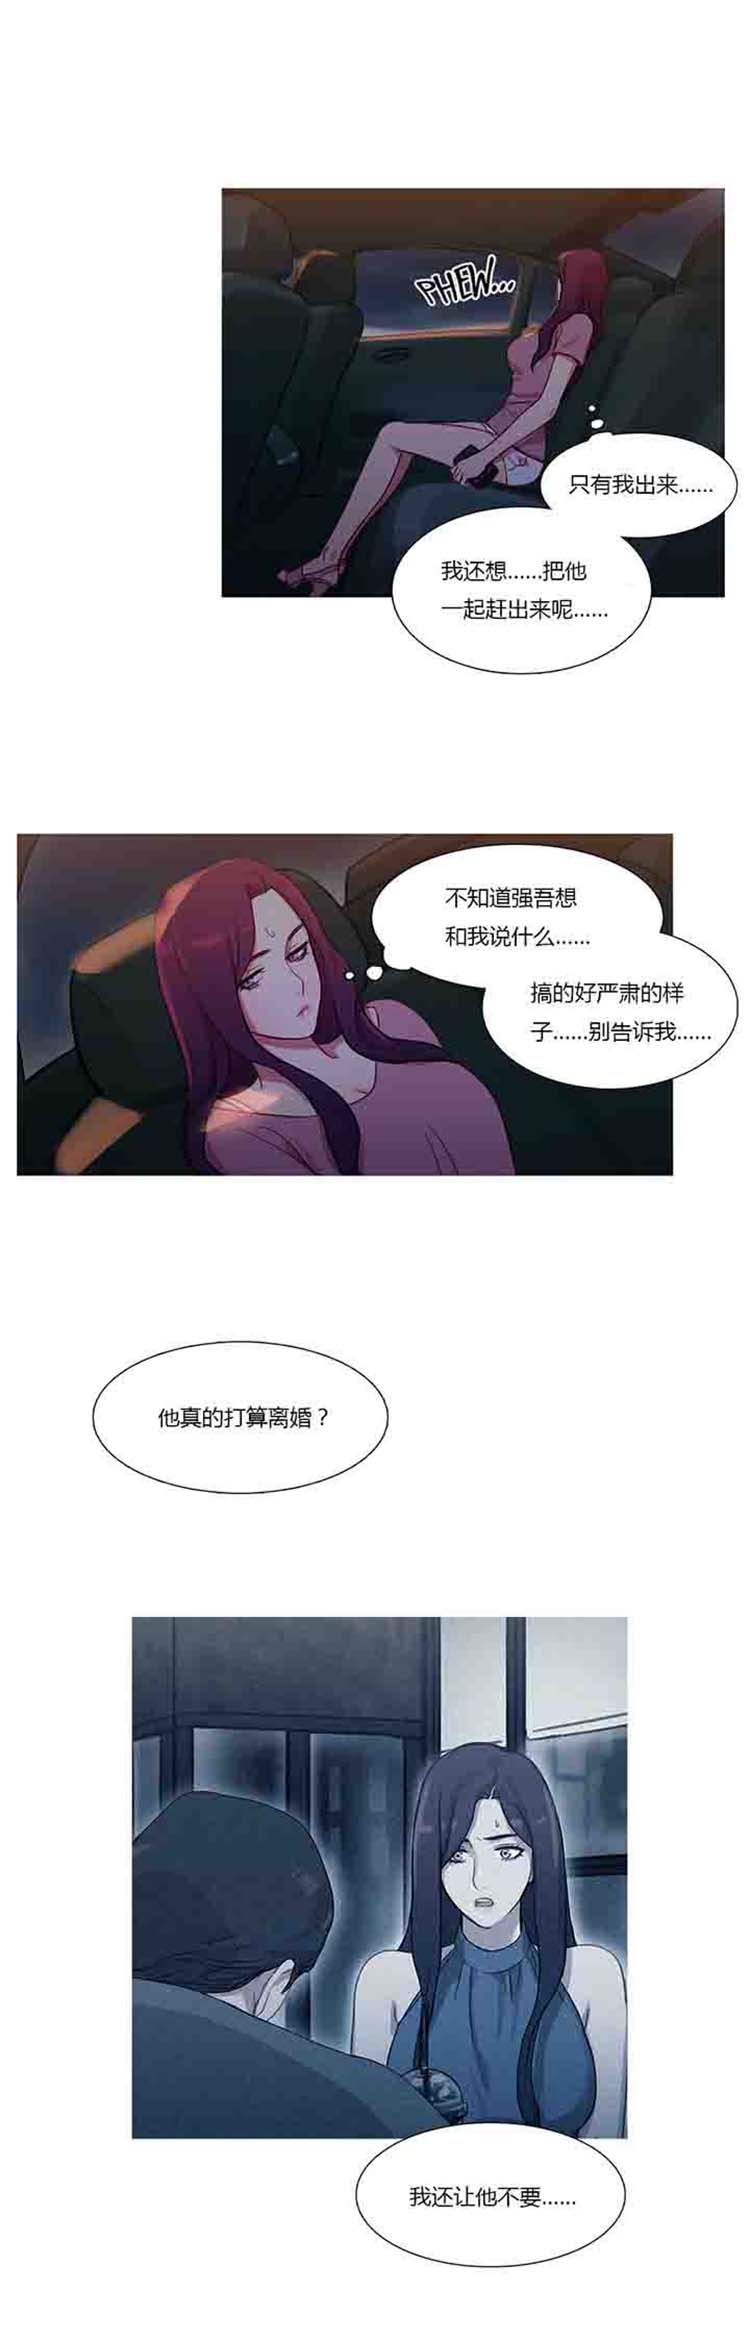 PHEW...
只有我出来......
我还想......把他
一起赶出来呢......
不知道强吾想
和我说什么......
搞的好严肃的样
子......别告诉我......
他真的打算离婚？
我还让他不要......